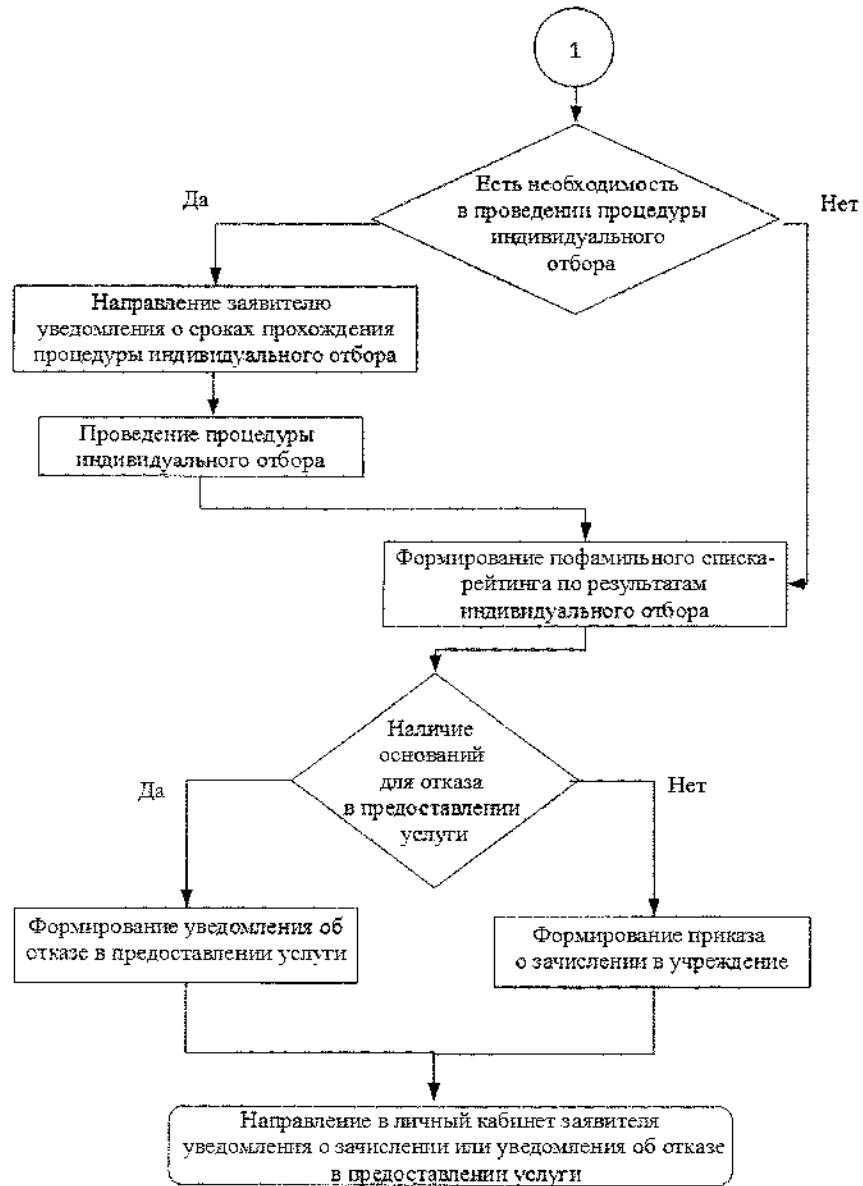 1
Есть необходимость
в проведении процедуры
индивидуального
отбора
Да
Нет
Направление заявителю
уведомления о сроках прохождения
процедуры индивидуального отбора
Проведение процедуры
индивидуального отбора
Формирование пофамильного списка-
рейтинга по результатам
индивидуального отбора
Наличие
оснований
для отказа
в предоставлении
услуги
Да
Нет
Формирование уведомления об
отказе в предоставлении услуги
Формирование приказа
о зачислении в учреждение
Направление в личный кабинет заявителя
уведомления о зачислении или уведомления об отказе
в предоставлении услуги